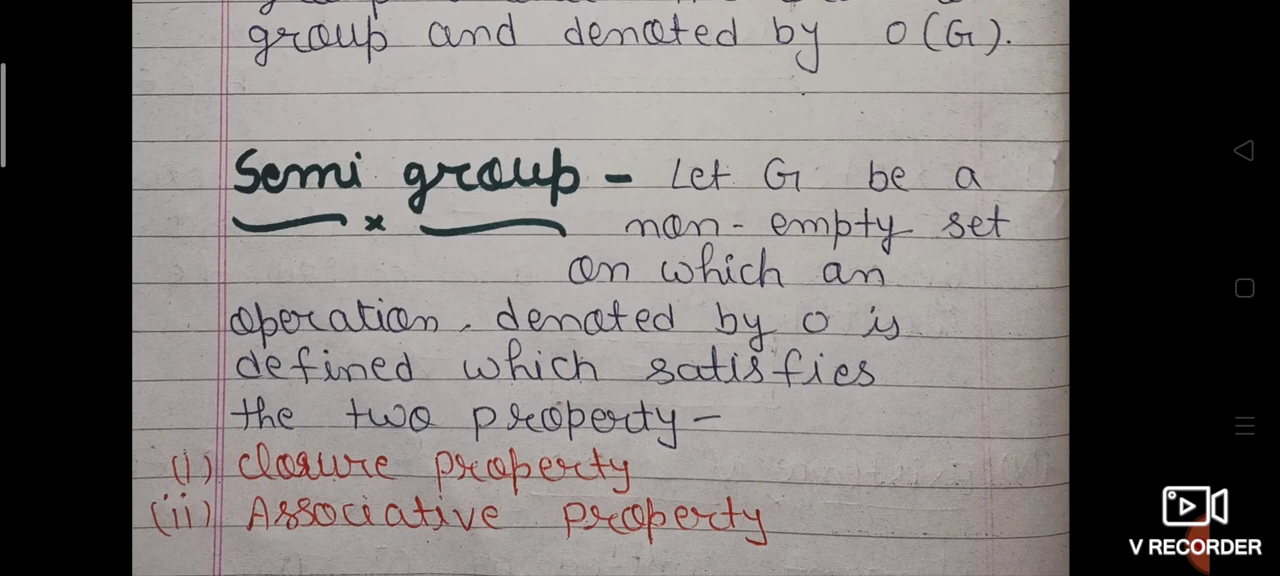 group and denoted by O(G).
Semi group - Let G be a
non-empty set
on which an
operation, denoted by o is
defined which satisfies
the two property-
(i) closure property
(ii) Associative property
V RECORDER